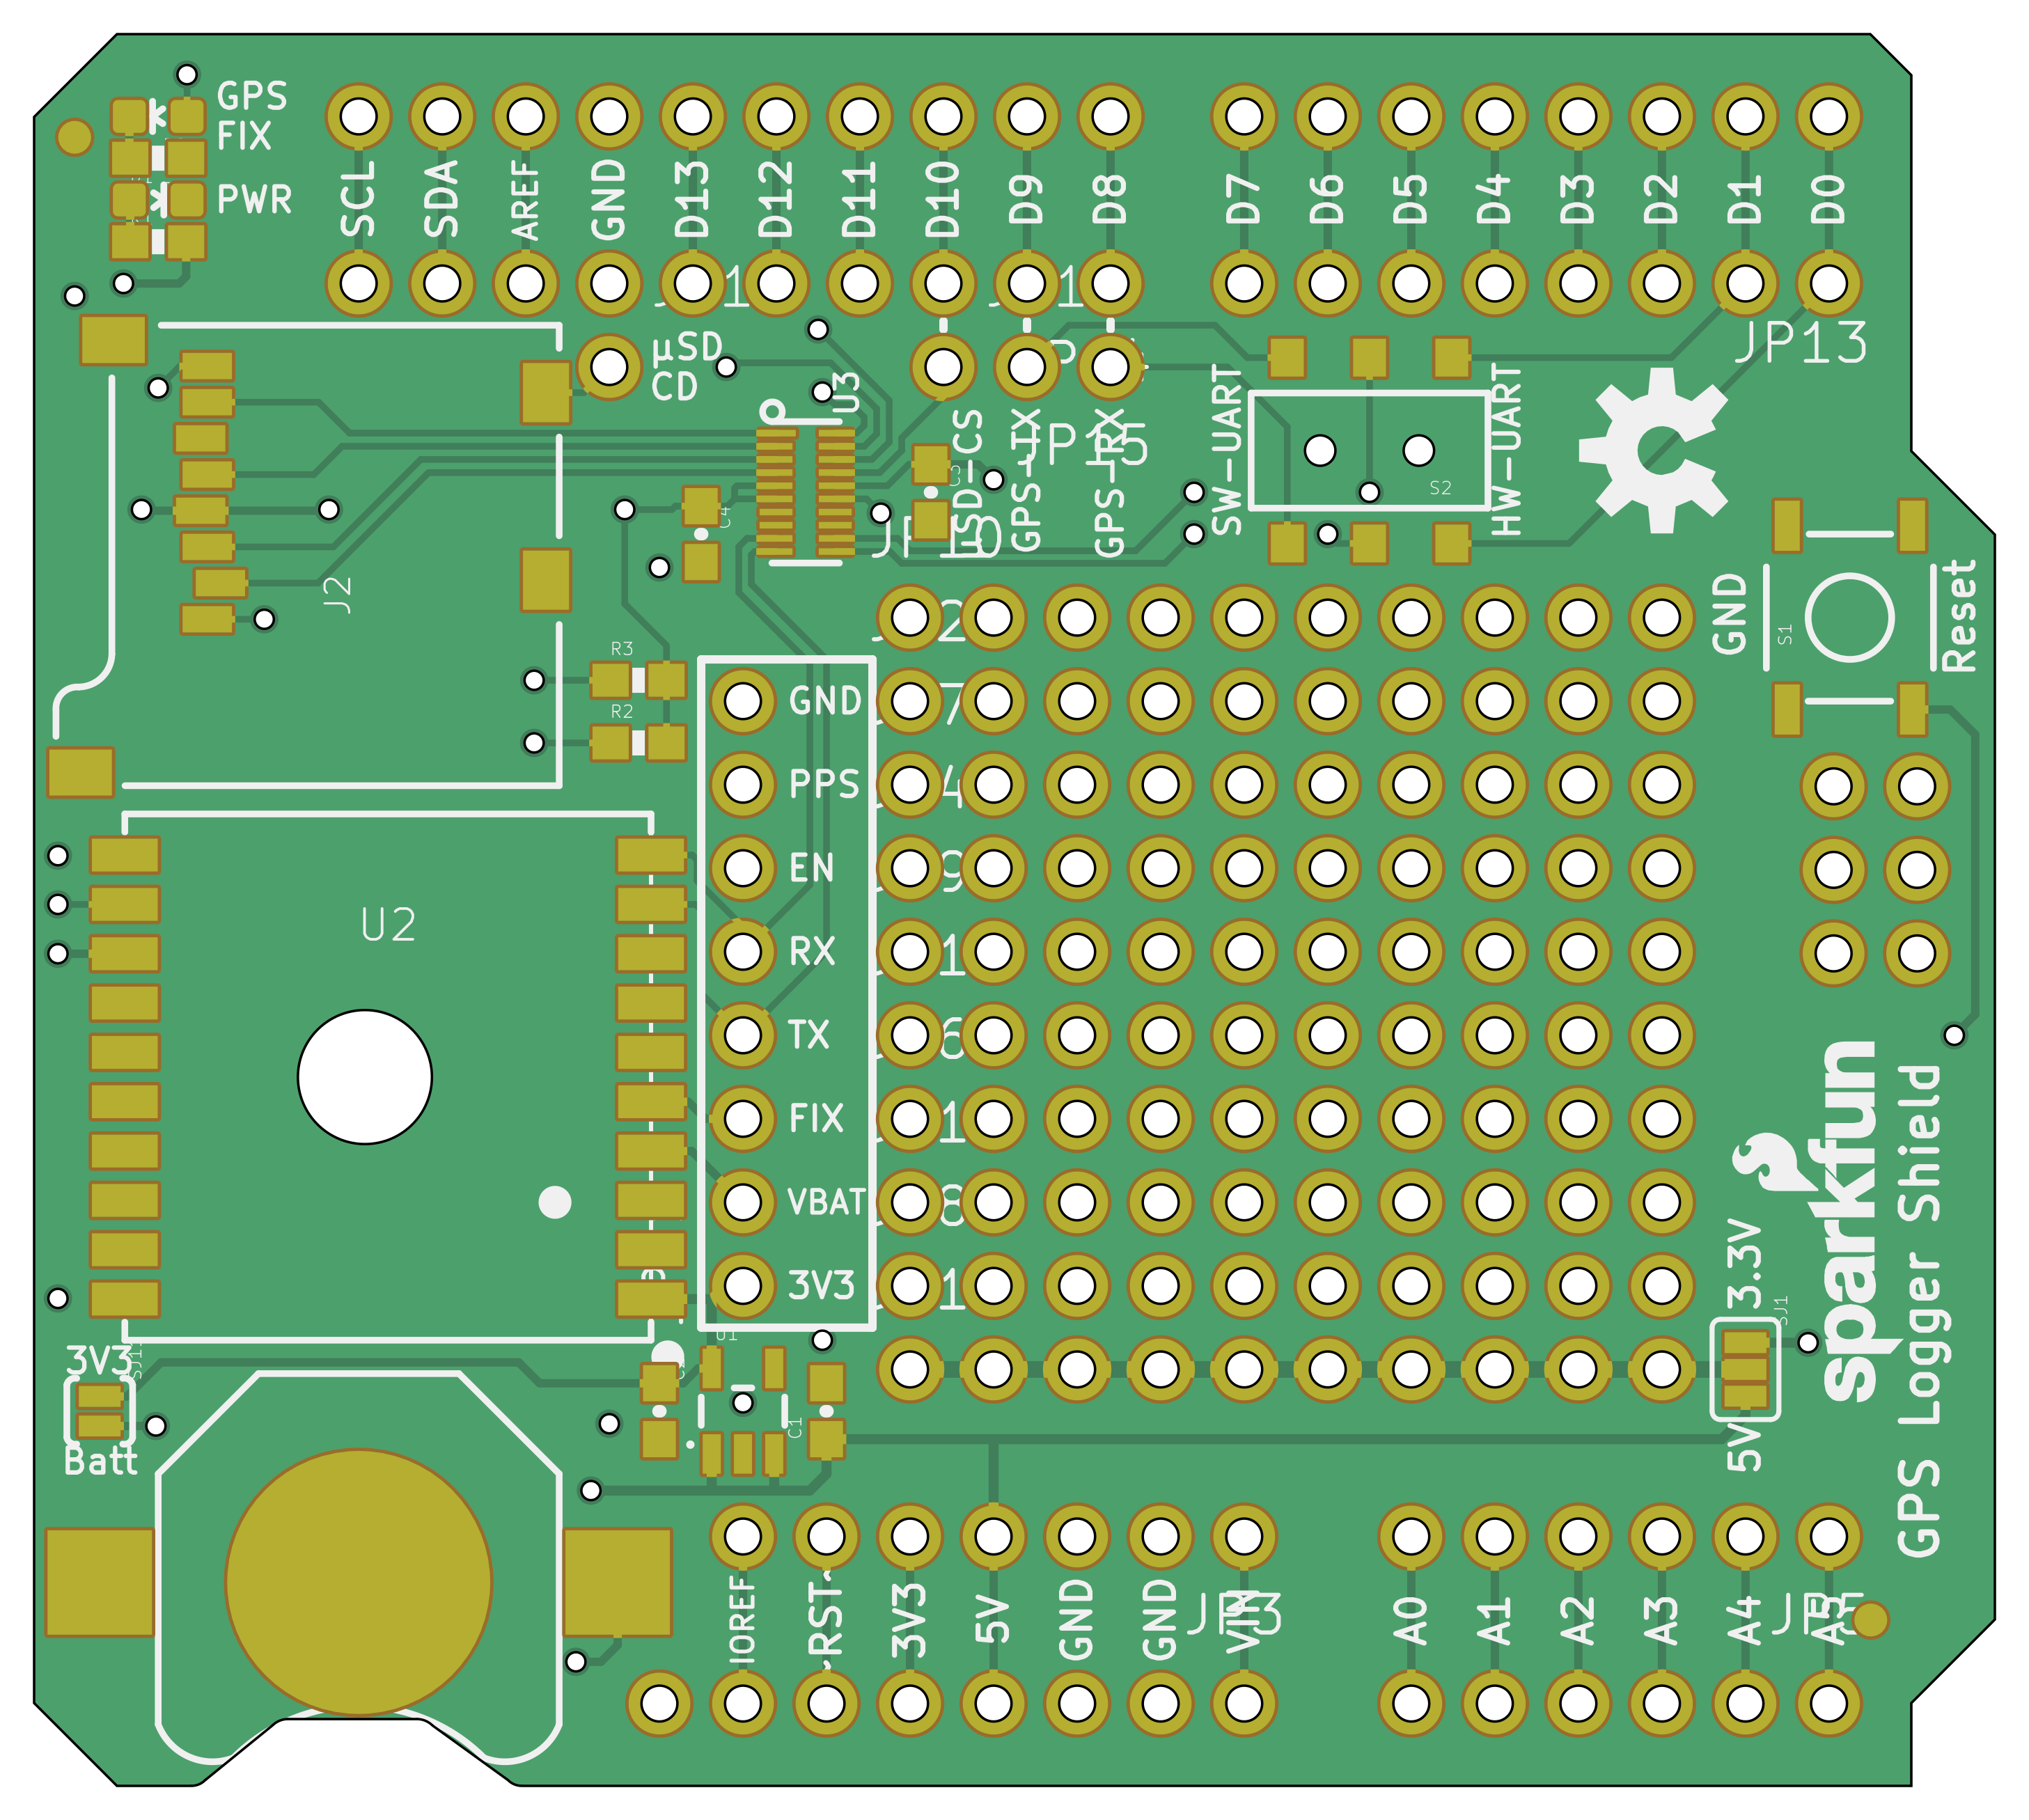 GPS
FIX
PWR
SCL
SDA
AREF
GND
D13
D12
D11
D10
D9
D8
D7
D6
D5
D4
D3
D2
D1
D0
JP13
µSD
CD
U3
µSD-CS
GPS-TX
GPS-RX
JP15
SW-UART
HW-UART
S2
C3
C4
J2
GND
S1
Reset
R3
R2
GND
PPS
EN
RX
TX
FIX
VBAT
3V3
U2
U1
C1
3V3
Batt
3.3V
SJ1
5V
sparkfun
GPS Logger Shield
IOREF
~RST~
3V3
5V
GND
GND
VIN
A0
A1
A2
A3
A4
A5